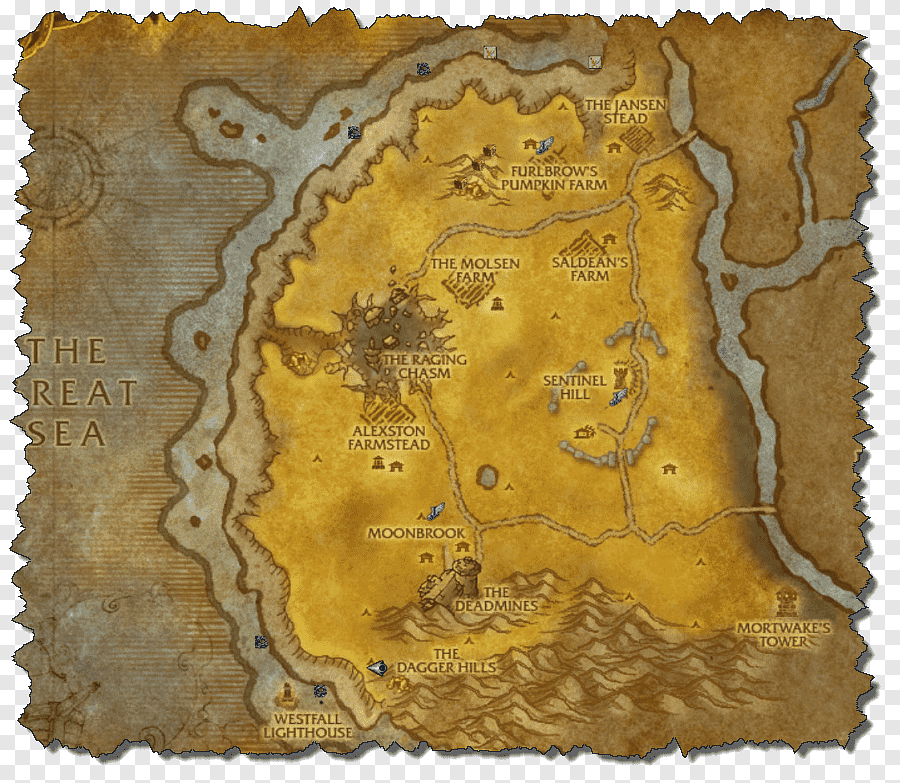 THE JANSEN
STEAD
FURLBROW'S
PUMPKIN FARM
THE MOLSEN
FARM
SALDEAN'S
FARM
THE
REAT
SEA
THE RAGING
CHASM
SENTINEL
HILL
ALEXSTON
FARMSTEAD
MOONBROOK
THE
DEADMINES
MORTWAKE'S
TOWER
THE
DAGGER HILLS
WESTFALL
LIGHTHOUSE